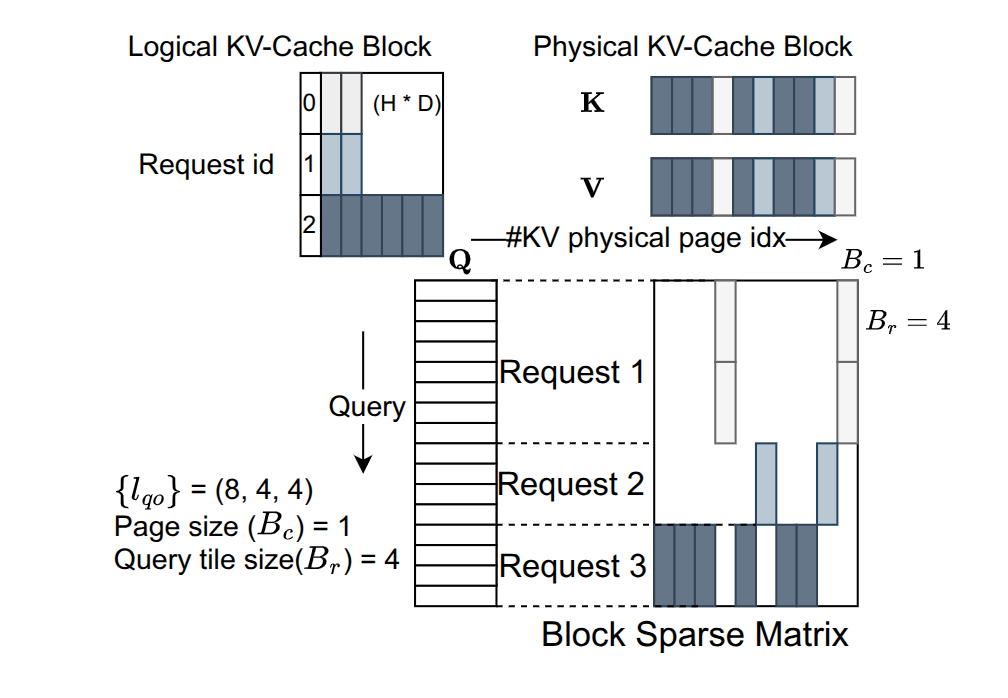 Logical KV-Cache Block
Physical KV-Cache Block
0
(H * D)
K
Request id
1
V
2
#KV physical page idx
Q
B_c = 1
B_r = 4
Request 1
Query
Request 2
{l_{qo}} = (8, 4, 4)
Page size (B_c) = 1
Query tile size(B_r) = 4
Request 3
Block Sparse Matrix